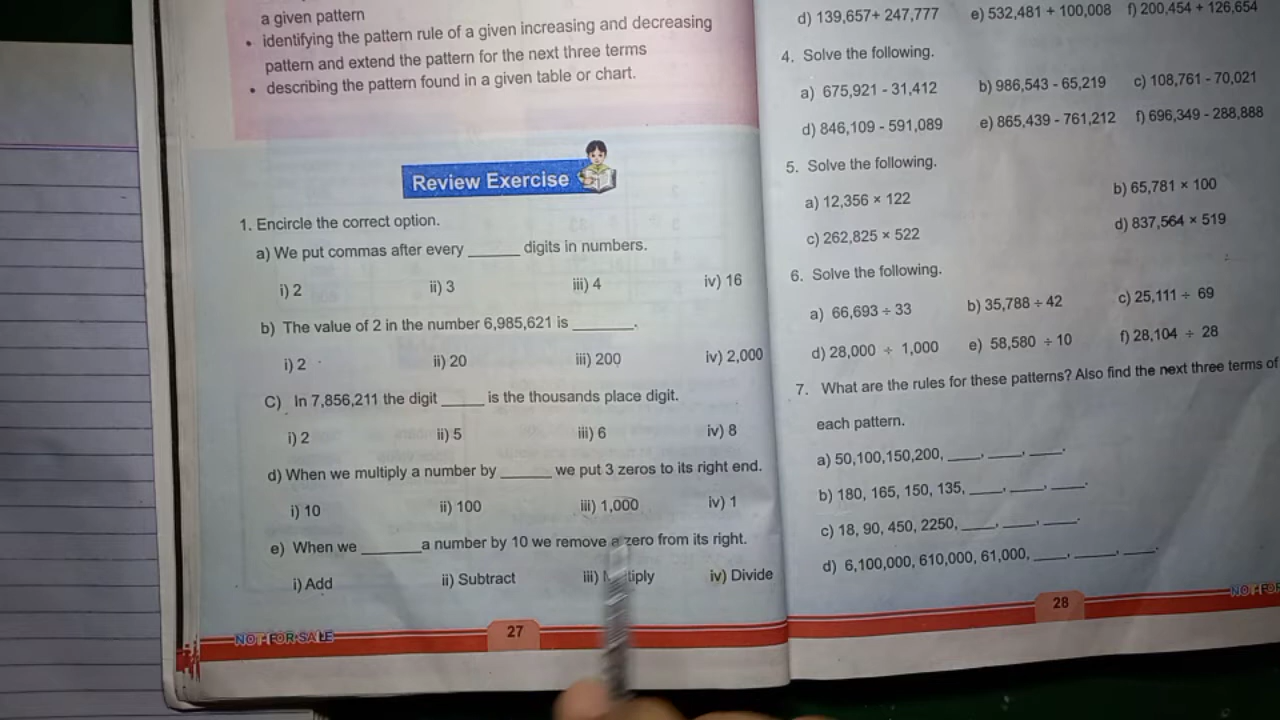 a given pattern
• identifying the pattern rule of a given increasing and decreasing
pattern and extend the pattern for the next three terms
• describing the pattern found in a given table or chart.
Review Exercise
1. Encircle the correct option.
a) We put commas after every ______ digits in numbers.
i) 2 ii) 3 iii) 4 iv) 16
b) The value of 2 in the number 6,985,621 is _______.
i) 2 ii) 20 iii) 200 iv) 2,000
C) In 7,856,211 the digit _____ is the thousands place digit.
i) 2 ii) 5 iii) 6 iv) 8
d) When we multiply a number by ______ we put 3 zeros to its right end.
i) 10 ii) 100 iii) 1,000 iv) 1
e) When we _______ a number by 10 we remove a zero from its right.
i) Add ii) Subtract iii) Multiply iv) Divide
NOT FOR SALE
27
d) 139,657+ 247,777 e) 532,481 + 100,008 f) 200,454 + 126,654
4. Solve the following.
a) 675,921 - 31,412 b) 986,543 - 65,219 c) 108,761 - 70,021
d) 846,109 - 591,089 e) 865,439 - 761,212 f) 696,349 - 288,888
5. Solve the following.
a) 12,356 × 122 b) 65,781 × 100
c) 262,825 × 522 d) 837,564 × 519
6. Solve the following.
a) 66,693 ÷ 33 b) 35,788 ÷ 42 c) 25,111 ÷ 69
d) 28,000 ÷ 1,000 e) 58,580 ÷ 10 f) 28,104 ÷ 28
7. What are the rules for these patterns? Also find the next three terms of
each pattern.
a) 50,100,150,200, ____, ____, ____.
b) 180, 165, 150, 135, ____, ____, ____.
c) 18, 90, 450, 2250, ____, ____, ____.
d) 6,100,000, 610,000, 61,000, ____, _____, ____.
28
NOT FOR